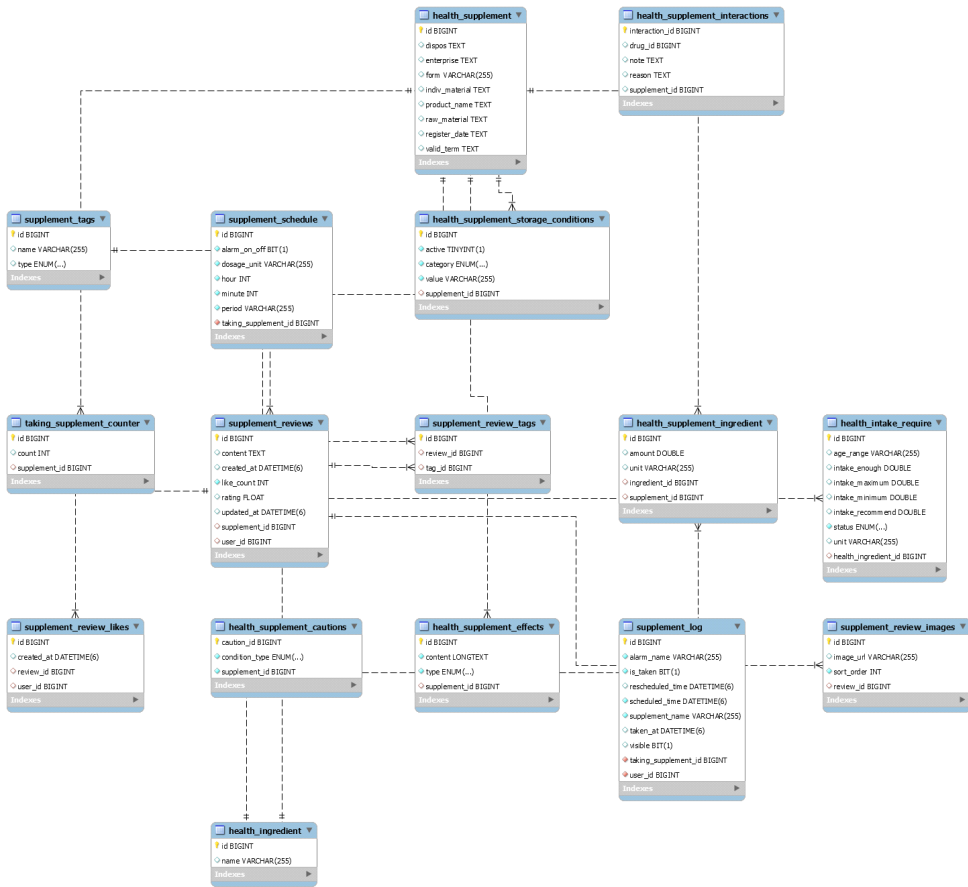 health_supplement
id BIGINT
dispos TEXT
enterprise TEXT
form VARCHAR(255)
indiv_material TEXT
product_name TEXT
raw_material TEXT
register_date TEXT
valid_term TEXT
Indexes
health_supplement_interactions
interaction_id BIGINT
drug_id BIGINT
note TEXT
reason TEXT
supplement_id BIGINT
Indexes
supplement_tags
id BIGINT
name VARCHAR(255)
type ENUM(...)
Indexes
supplement_schedule
id BIGINT
alarm_on_off BIT(1)
dosage_unit VARCHAR(255)
hour INT
minute INT
period VARCHAR(255)
taking_supplement_id BIGINT
Indexes
health_supplement_storage_conditions
id BIGINT
active TINYINT(1)
category ENUM(...)
value VARCHAR(255)
supplement_id BIGINT
Indexes
taking_supplement_counter
id BIGINT
count INT
supplement_id BIGINT
Indexes
supplement_reviews
id BIGINT
content TEXT
created_at DATETIME(6)
like_count INT
rating FLOAT
updated_at DATETIME(6)
supplement_id BIGINT
user_id BIGINT
Indexes
supplement_review_tags
id BIGINT
review_id BIGINT
tag_id BIGINT
Indexes
health_supplement_ingredient
id BIGINT
amount DOUBLE
unit VARCHAR(255)
ingredient_id BIGINT
supplement_id BIGINT
Indexes
health_intake_require
id BIGINT
age_range VARCHAR(255)
intake_enough DOUBLE
intake_maximum DOUBLE
intake_minimum DOUBLE
intake_recommend DOUBLE
status ENUM(...)
unit VARCHAR(255)
health_ingredient_id BIGINT
Indexes
supplement_review_likes
id BIGINT
created_at DATETIME(6)
review_id BIGINT
user_id BIGINT
Indexes
health_supplement_cautions
caution_id BIGINT
condition_type ENUM(...)
supplement_id BIGINT
Indexes
health_supplement_effects
id BIGINT
content LONGTEXT
type ENUM(...)
supplement_id BIGINT
Indexes
supplement_log
id BIGINT
alarm_name VARCHAR(255)
is_taken BIT(1)
rescheduled_time DATETIME(6)
scheduled_time DATETIME(6)
supplement_name VARCHAR(255)
taken_at DATETIME(6)
visible BIT(1)
taking_supplement_id BIGINT
user_id BIGINT
Indexes
supplement_review_images
id BIGINT
image_url VARCHAR(255)
sort_order INT
review_id BIGINT
Indexes
health_ingredient
id BIGINT
name VARCHAR(255)
Indexes